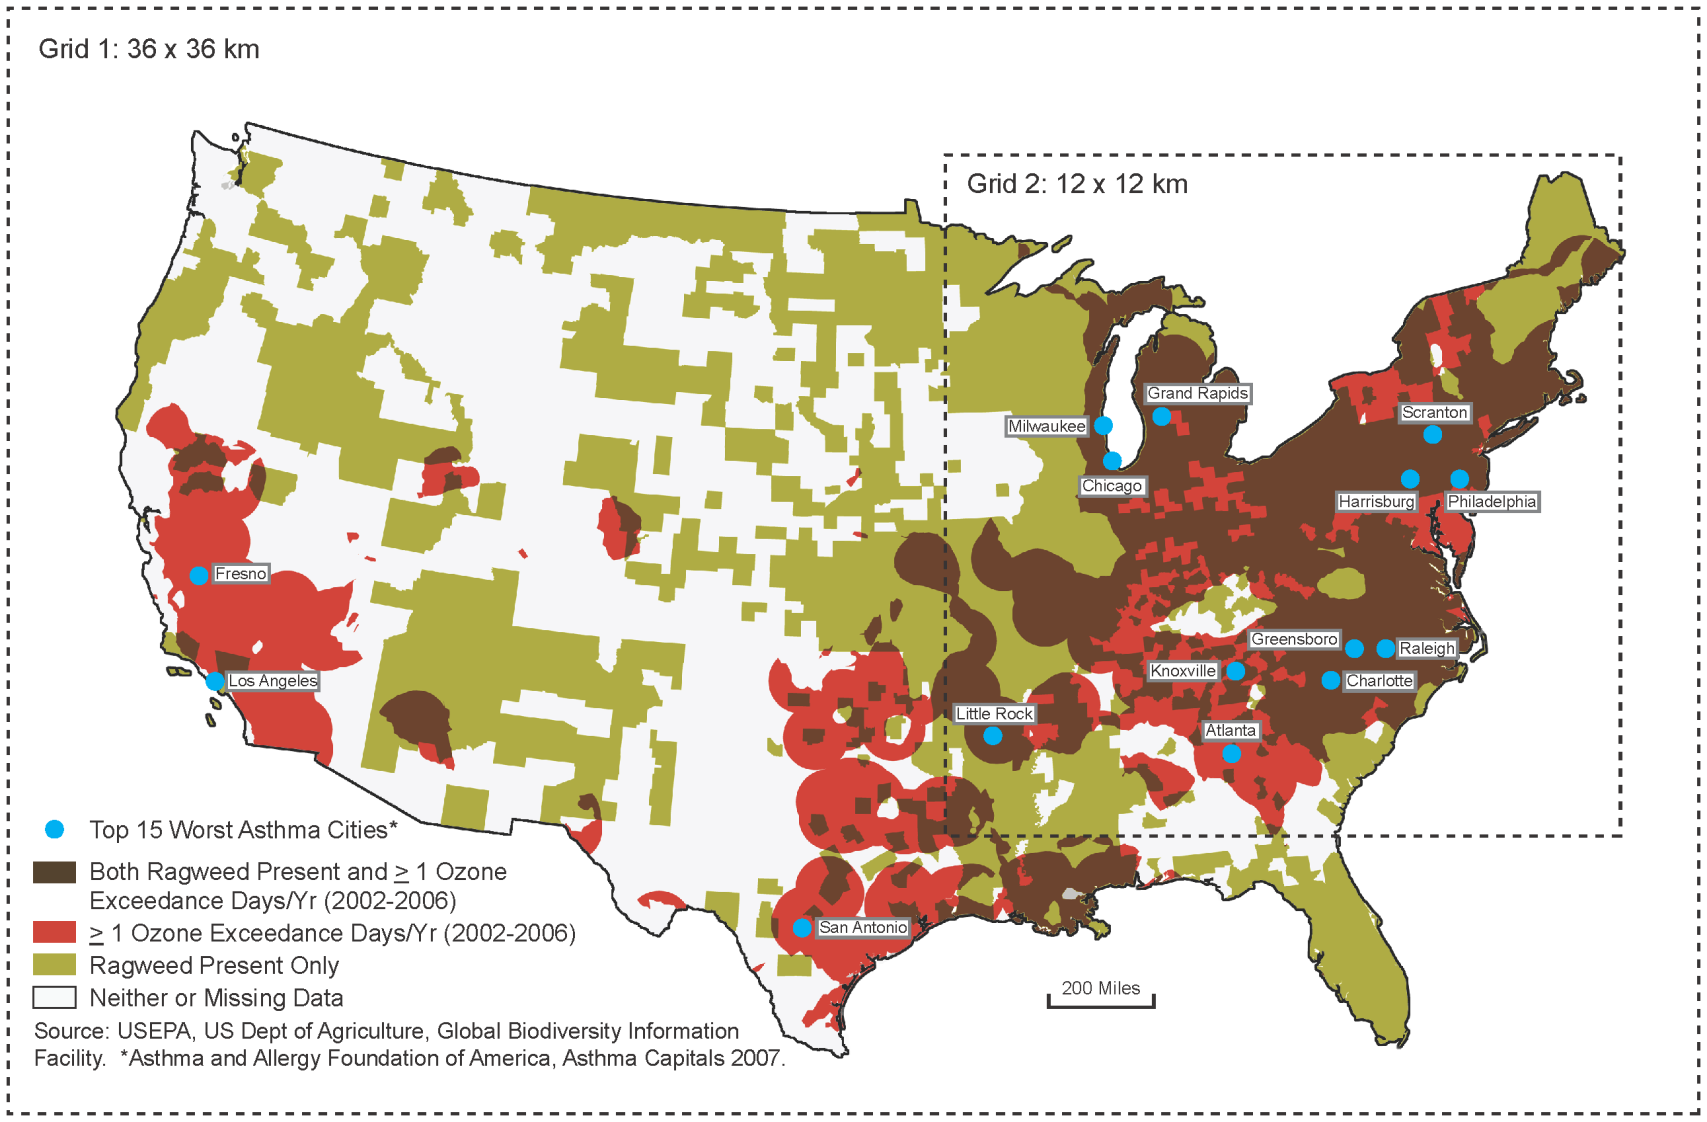 Grid 1: 36 x 36 km
Grid 2: 12 x 12 km
Grand Rapids
Milwaukee
Scranton
Chicago
Harrisburg
Philadelphia
Fresno
Greensboro
Raleigh
Knoxville
Los Angeles
Charlotte
Little Rock
Atlanta
San Antonio
200 Miles
Top 15 Worst Asthma Cities*
Both Ragweed Present and ≥ 1 Ozone
Exceedance Days/Yr (2002-2006)
≥ 1 Ozone Exceedance Days/Yr (2002-2006)
Ragweed Present Only
Neither or Missing Data
Source: USEPA, US Dept of Agriculture, Global Biodiversity Information
Facility. *Asthma and Allergy Foundation of America, Asthma Capitals 2007.